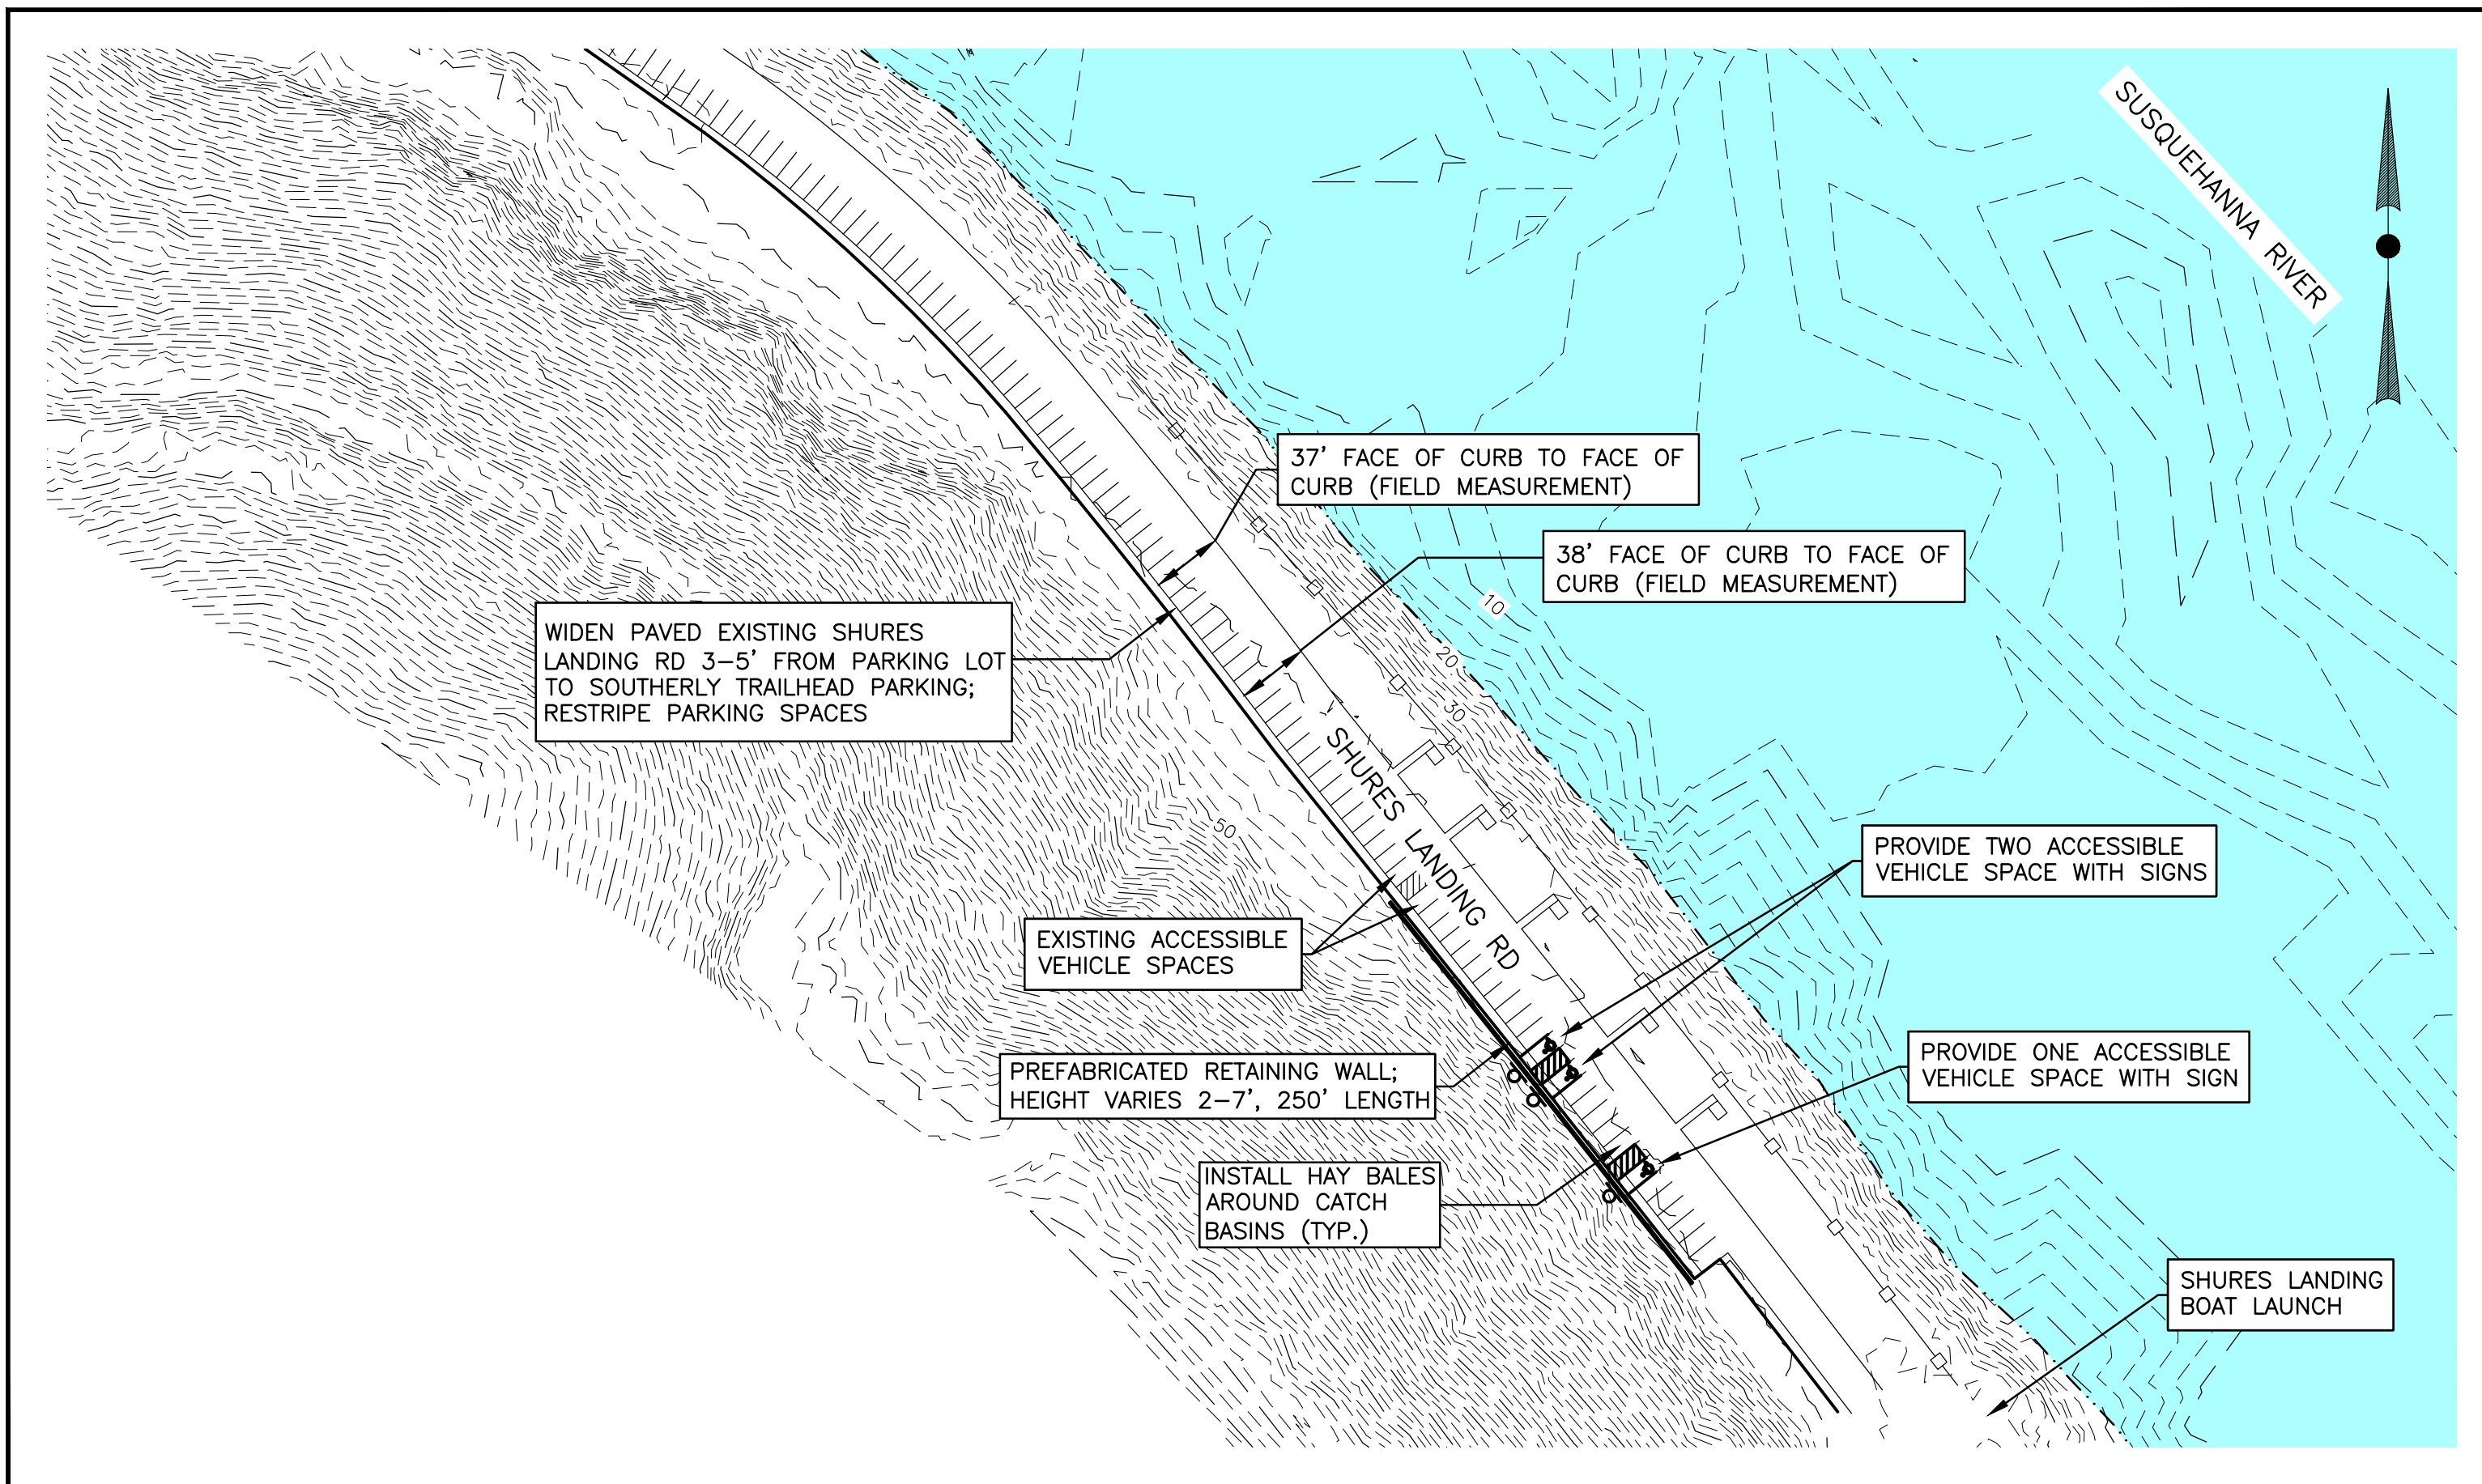 SUSQUEHANNA RIVER
37' FACE OF CURB TO FACE OF
CURB (FIELD MEASUREMENT)
38' FACE OF CURB TO FACE OF
CURB (FIELD MEASUREMENT)
10
WIDEN PAVED EXISTING SHURES
LANDING RD 3-5' FROM PARKING LOT
TO SOUTHERLY TRAILHEAD PARKING;
RESTRIPE PARKING SPACES
20
30
SHURES LANDING RD
50
PROVIDE TWO ACCESSIBLE
VEHICLE SPACE WITH SIGNS
EXISTING ACCESSIBLE
VEHICLE SPACES
PROVIDE ONE ACCESSIBLE
VEHICLE SPACE WITH SIGN
PREFABRICATED RETAINING WALL;
HEIGHT VARIES 2-7', 250' LENGTH
INSTALL HAY BALES
AROUND CATCH
BASINS (TYP.)
SHURES LANDING
BOAT LAUNCH